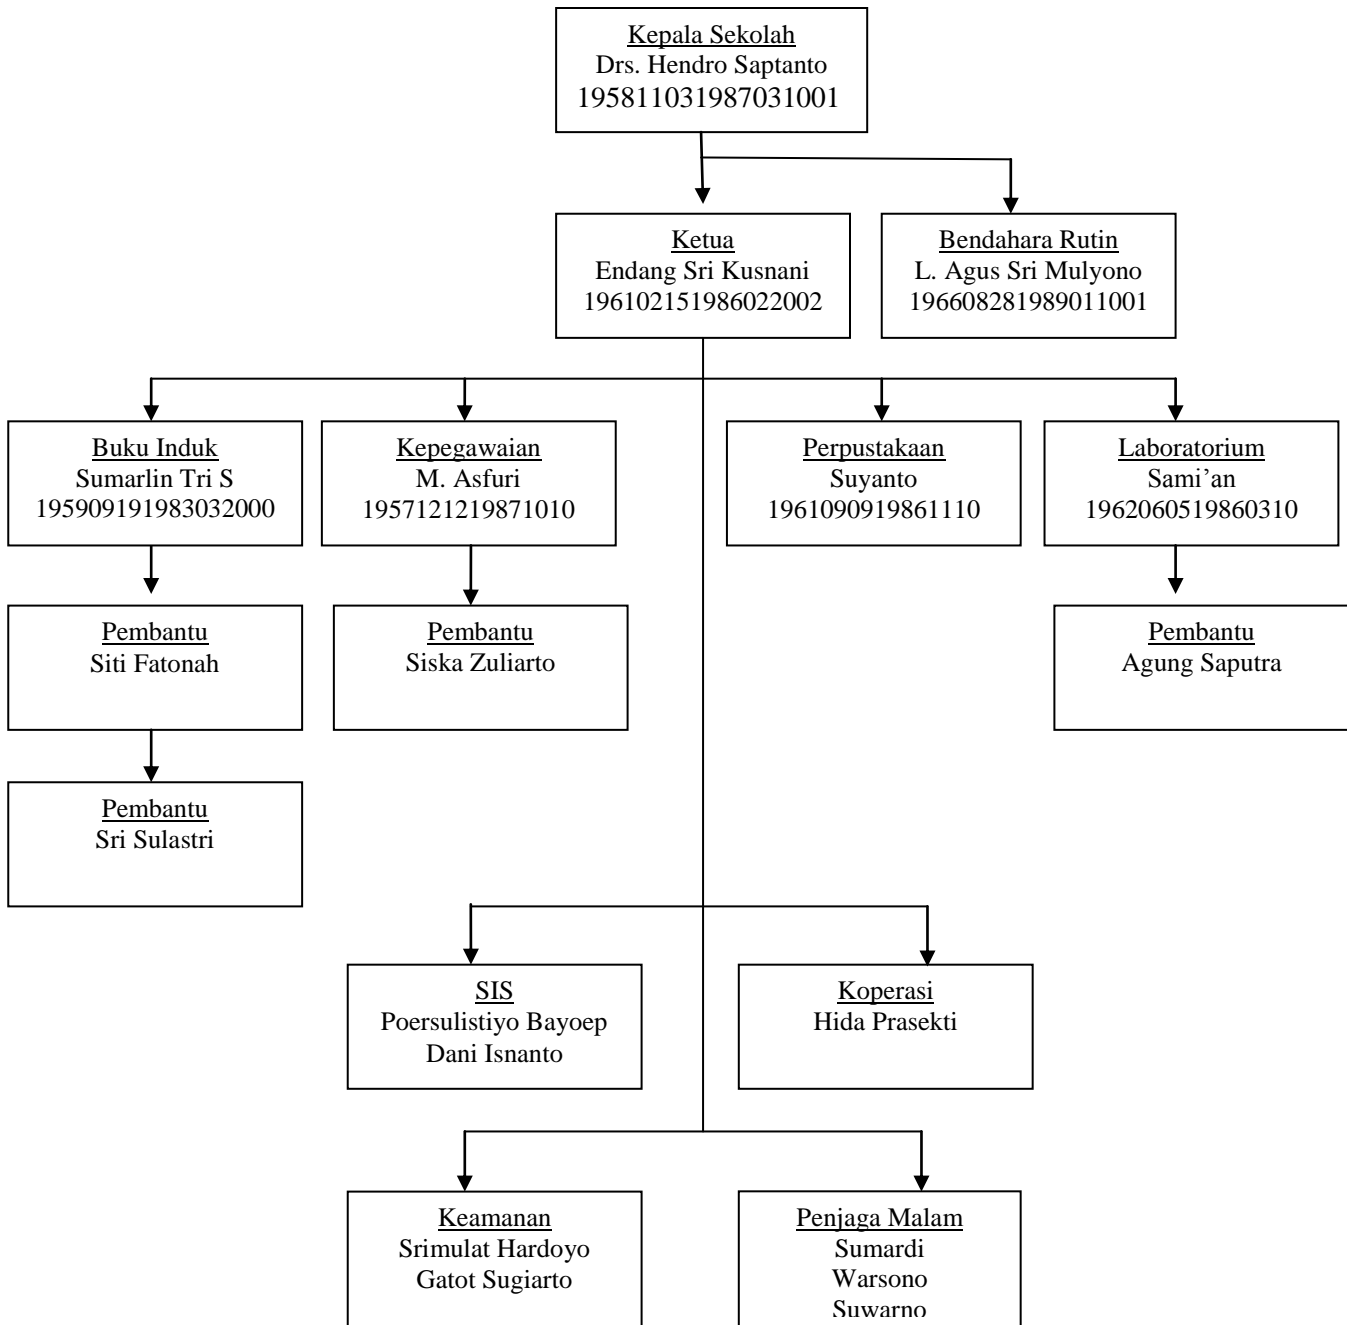 Kepala Sekolah
Drs. Hendro Saptanto
195811031987031001
Ketua
Endang Sri Kusnani
196102151986022002
Bendahara Rutin
L. Agus Sri Mulyono
196608281989011001
Buku Induk
Sumarlin Tri S
195909191983032000
Kepegawaian
M. Asfuri
1957121219871010
Perpustakaan
Suyanto
1961090919861110
Laboratorium
Sami’an
1962060519860310
Pembantu
Siti Fatonah
Pembantu
Siska Zuliarto
Pembantu
Agung Saputra
Pembantu
Sri Sulastri
SIS
Poersulistiyo Bayoep
Dani Isnanto
Koperasi
Hida Prasekti
Keamanan
Srimulat Hardoyo
Gatot Sugiarto
Penjaga Malam
Sumardi
Warsono
Suwarno